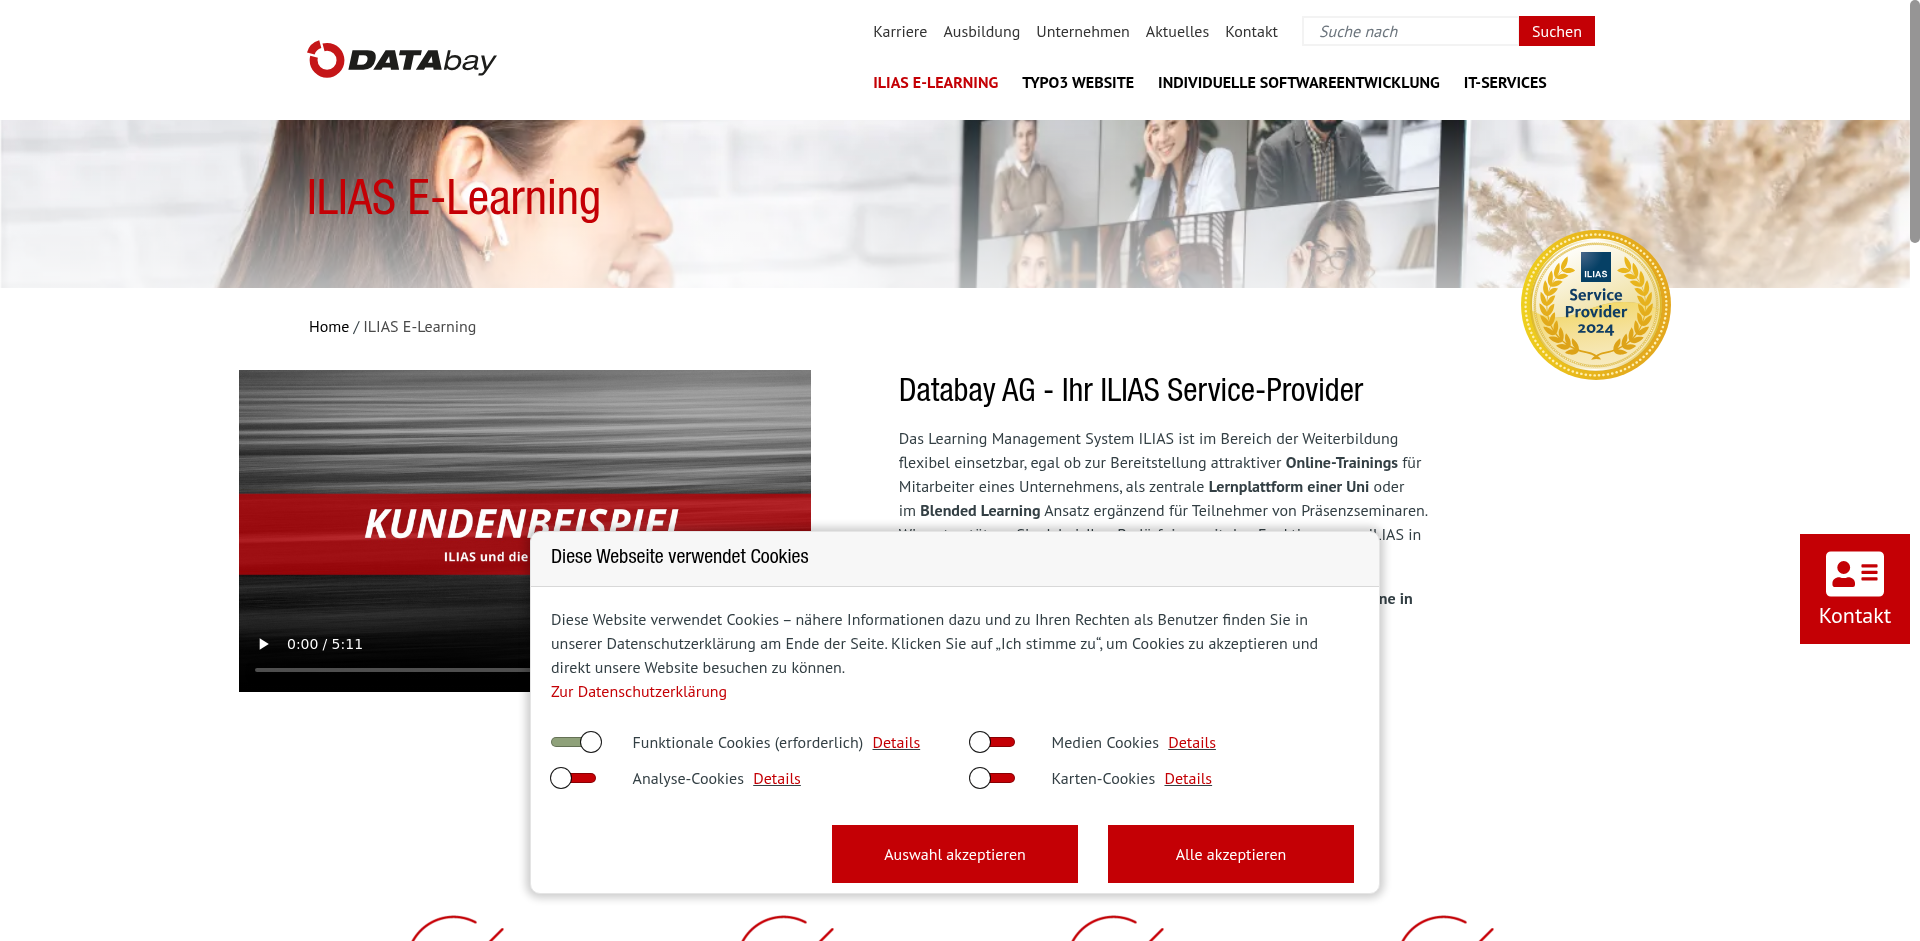 Karriere Ausbildung Unternehmen Aktuelles Kontakt Suche nach Suchen
DATAbay
ILIAS E-LEARNING TYPO3 WEBSITE INDIVIDUELLE SOFTWAREENTWICKLUNG IT-SERVICES
ILIAS E-Learning
ILIAS
Service
Provider
2024
Home / ILIAS E-Learning
KUNDENBEISPIEL
ILIAS und die
0:00 / 5:11
Databay AG - Ihr ILIAS Service-Provider
Das Learning Management System ILIAS ist im Bereich der Weiterbildung
flexibel einsetzbar, egal ob zur Bereitstellung attraktiver Online-Trainings für
Mitarbeiter eines Unternehmens, als zentrale Lernplattform einer Uni oder
im Blended Learning Ansatz ergänzend für Teilnehmer von Präsenzseminaren.
ILIAS in
ne in
Kontakt
Diese Webseite verwendet Cookies
Diese Website verwendet Cookies – nähere Informationen dazu und zu Ihren Rechten als Benutzer finden Sie in
unserer Datenschutzerklärung am Ende der Seite. Klicken Sie auf „Ich stimme zu“, um Cookies zu akzeptieren und
direkt unsere Website besuchen zu können.
Zur Datenschutzerklärung
Funktionale Cookies (erforderlich) Details Medien Cookies Details
Analyse-Cookies Details Karten-Cookies Details
Auswahl akzeptieren Alle akzeptieren